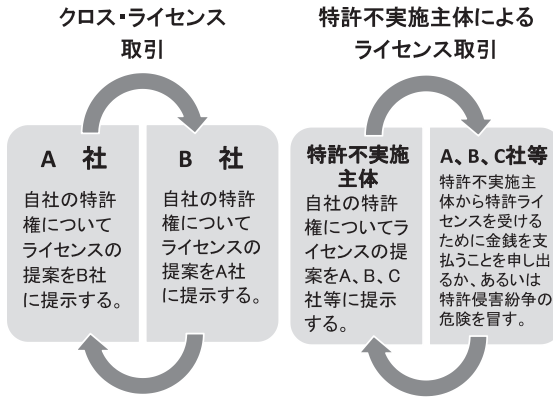 クロス・ライセンス
取引
A 社
自社の特許
権について
ライセンスの
提案をB社
に提示する。
B 社
自社の特許
権について
ライセンスの
提案をA社
に提示する。
特許不実施主体による
ライセンス取引
特許不実施
主体
自社の特許
権についてラ
イセンスの提
案をA、B、C
社等に提示
する。
A、B、C社等
特許不実施主
体から特許ライ
センスを受ける
ために金銭を支
払うことを申し出
るか、あるいは
特許侵害紛争の
危険を冒す。